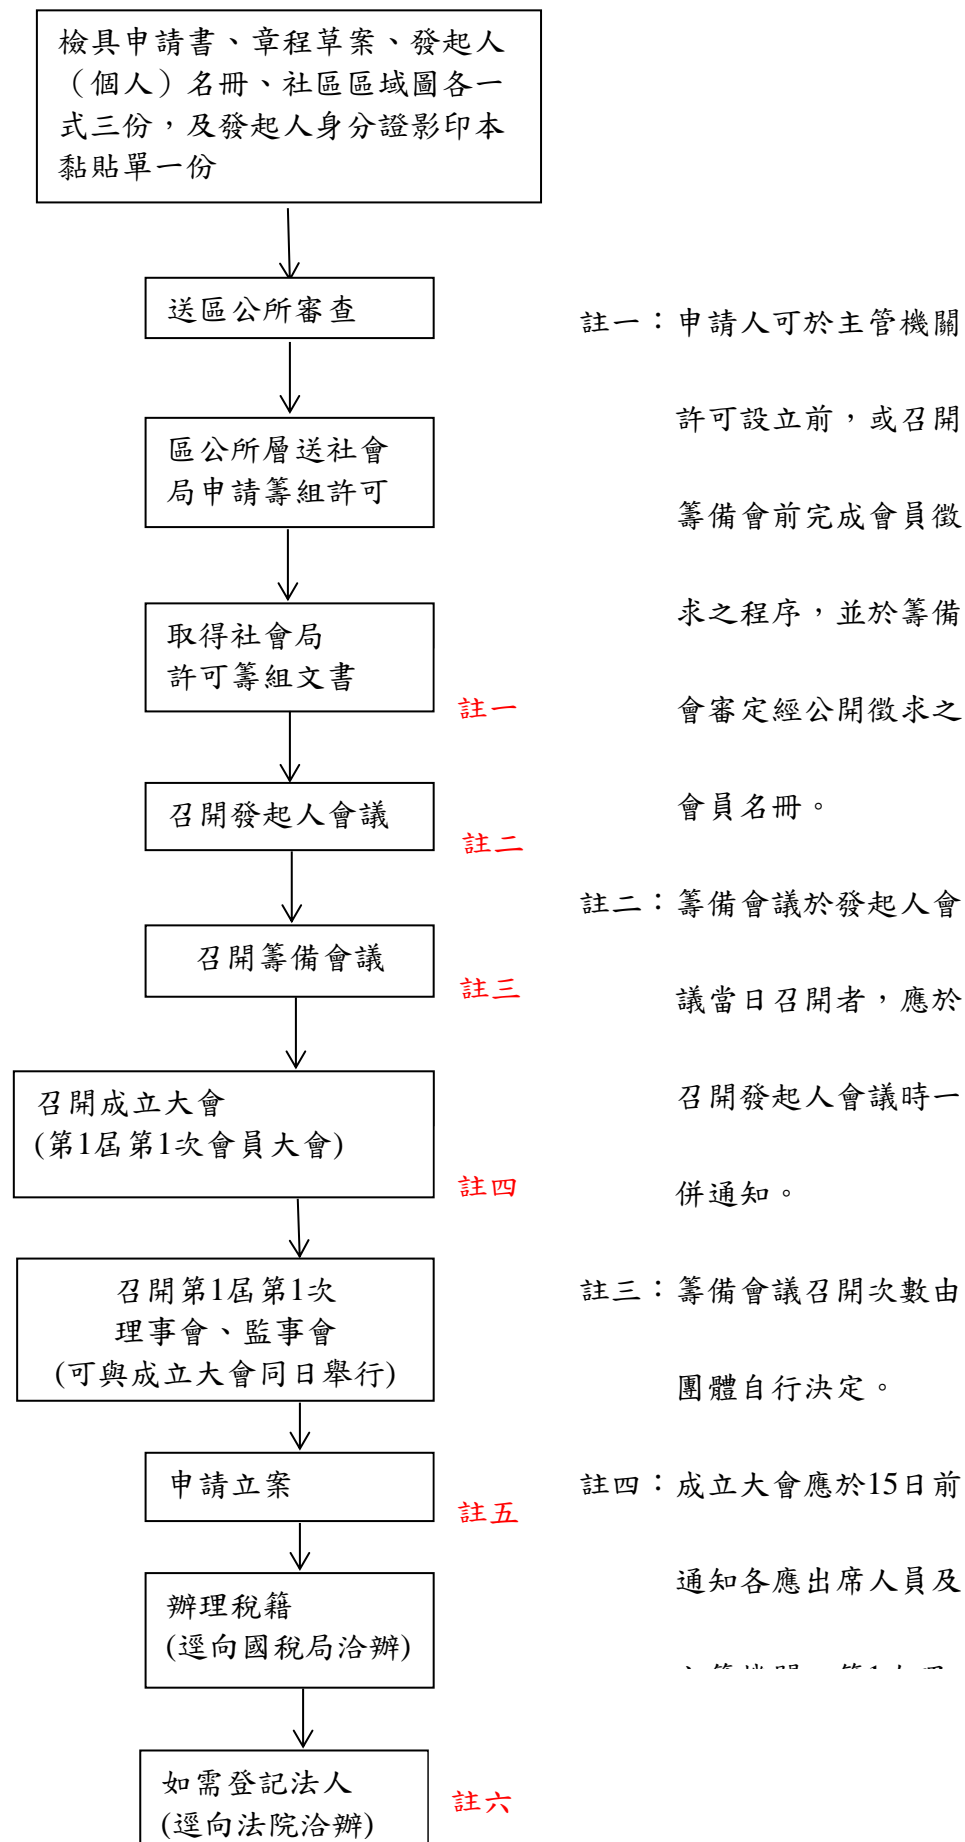 檢具申請書、章程草案、發起人
（個人）名冊、社區區域圖各一
式三份，及發起人身分證影印本
黏貼單一份
送區公所審查
區公所層送社會
局申請籌組許可
取得社會局
許可籌組文書
註一
召開發起人會議
註二
召開籌備會議
註三
召開成立大會
(第1屆第1次會員大會)
註四
召開第1屆第1次
理事會、監事會
(可與成立大會同日舉行)
申請立案
註五
辦理稅籍
(逕向國稅局洽辦)
如需登記法人
(逕向法院洽辦)
註六
註一：申請人可於主管機關
許可設立前，或召開
籌備會前完成會員徵
求之程序，並於籌備
會審定經公開徵求之
會員名冊。
註二：籌備會議於發起人會
議當日召開者，應於
召開發起人會議時一
併通知。
註三：籌備會議召開次數由
團體自行決定。
註四：成立大會應於15日前
通知各應出席人員及